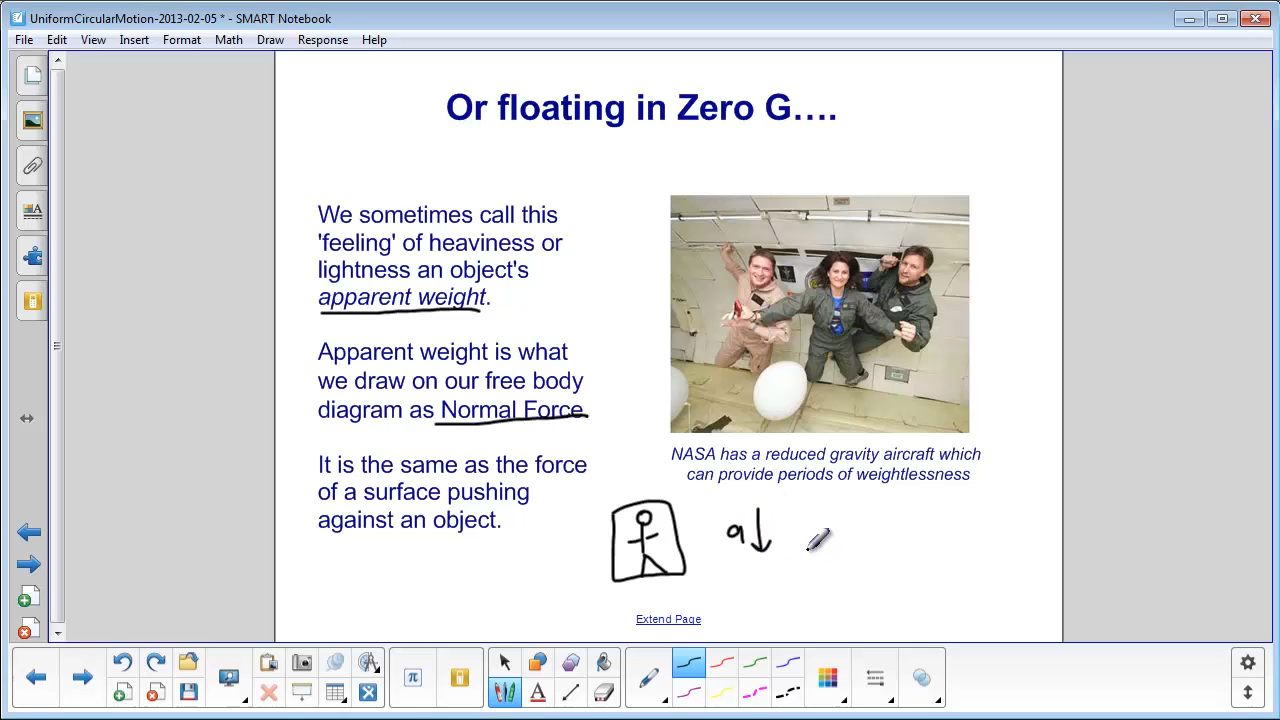 UniformCircularMotion-2013-02-05 * - SMART Notebook
File Edit View Insert Format Math Draw Response Help
Or floating in Zero G....
We sometimes call this
'feeling' of heaviness or
lightness an object's
apparent weight.
Apparent weight is what
we draw on our free body
diagram as Normal Force
It is the same as the force
of a surface pushing
against an object.
NASA has a reduced gravity aircraft which
can provide periods of weightlessness
a
Extend Page
π
A